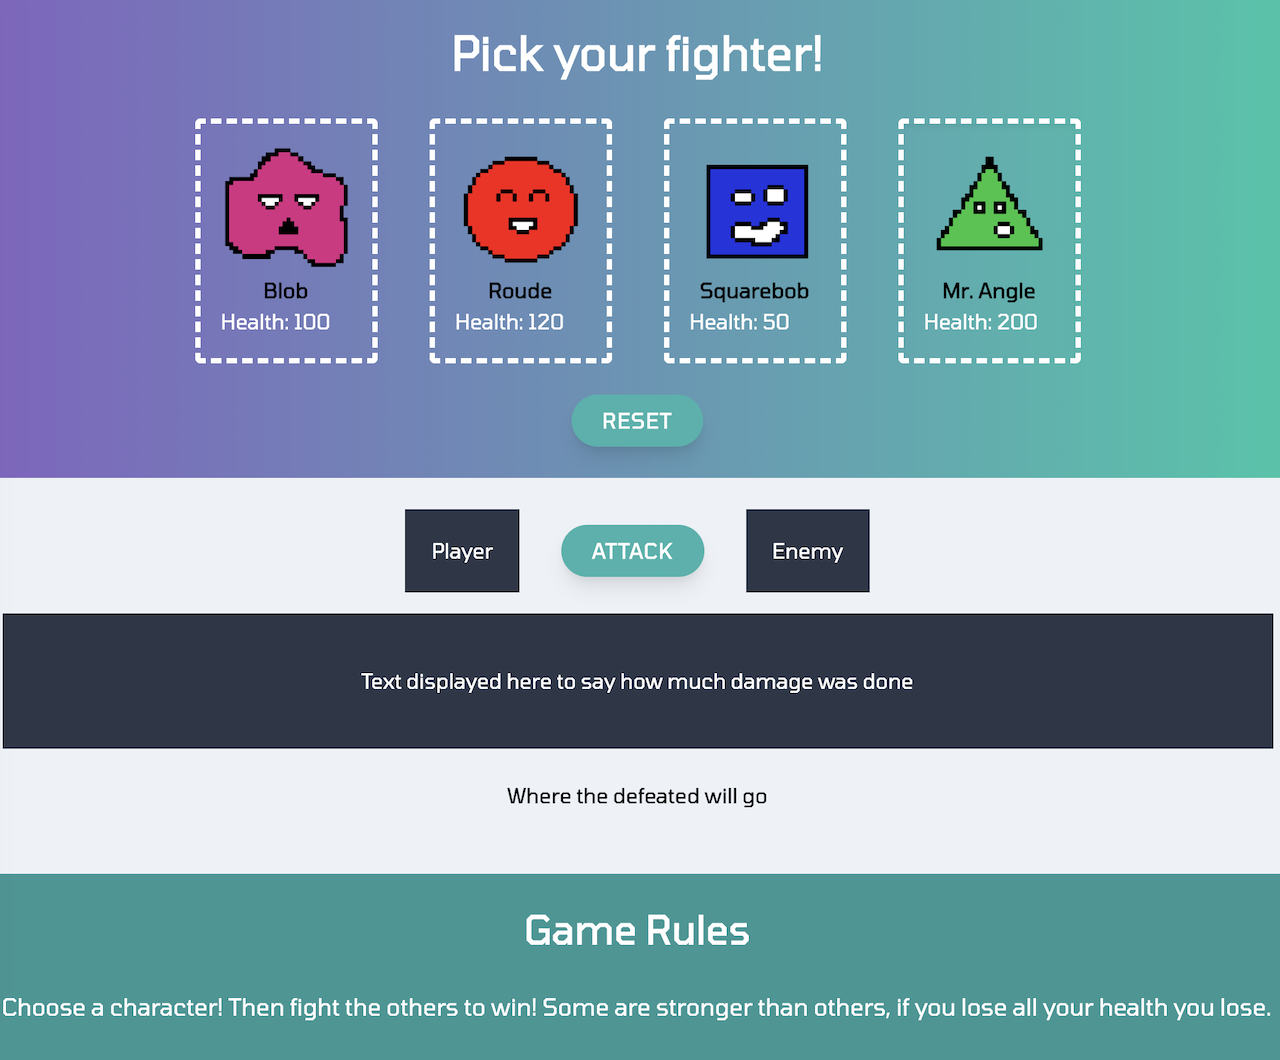 Pick your fighter!
Blob
Health: 100
Roude
Health: 120
Squarebob
Health: 50
Mr. Angle
Health: 200
RESET
Player
ATTACK
Enemy
Text displayed here to say how much damage was done
Where the defeated will go
Game Rules
Choose a character! Then fight the others to win! Some are stronger than others, if you lose all your health you lose.